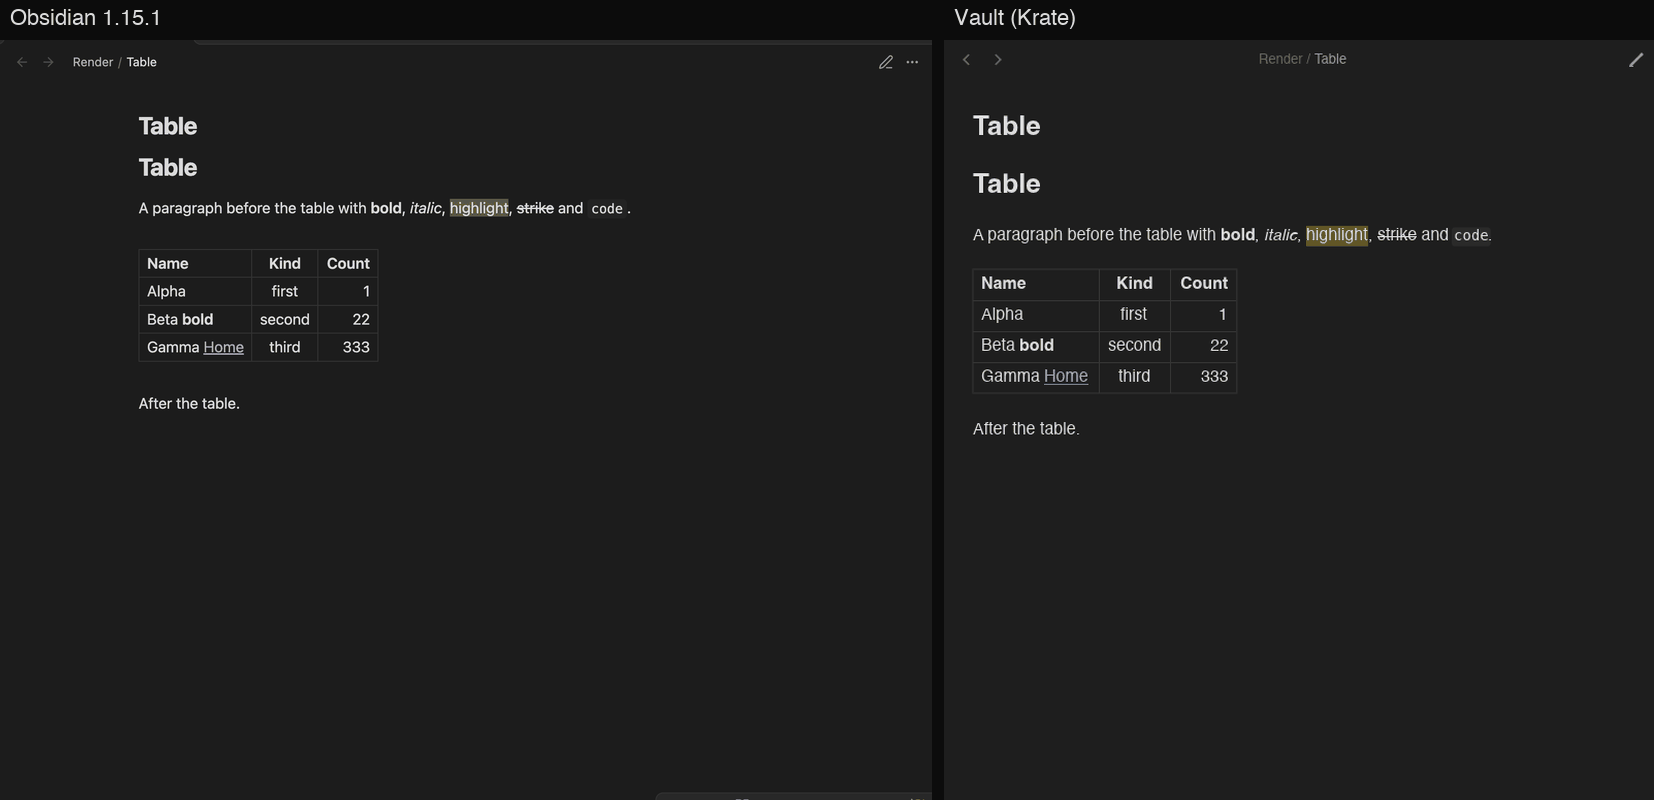 Obsidian 1.15.1
Render / Table
Table
Table
A paragraph before the table with bold, italic, highlight, strike and code .
Name Kind Count
Alpha first 1
Beta bold second 22
Gamma Home third 333
After the table.
Vault (Krate)
Render / Table
Table
Table
A paragraph before the table with bold, italic, highlight, strike and code.
Name Kind Count
Alpha first 1
Beta bold second 22
Gamma Home third 333
After the table.